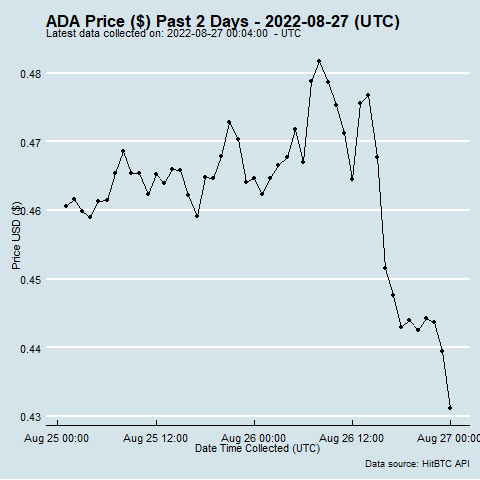 ADA Price ($) Past 2 Days - 2022-08-27 (UTC)
Latest data collected on: 2022-08-27 00:04:00 - UTC
0.48
0.47
0.46
0.45
0.44
0.43
Price USD ($)
Aug 25 00:00 Aug 25 12:00 Aug 26 00:00 Aug 26 12:00 Aug 27 00:00
Date Time Collected (UTC)
Data source: HitBTC API